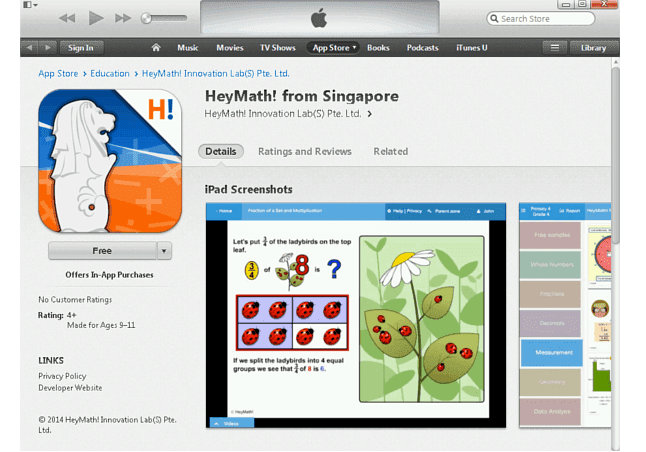 Search Store
Sign In
Music
Movies
TV Shows
App Store
Books
Podcasts
iTunes U
Library
App Store > Education > HeyMath! Innovation Lab(S) Pte. Ltd.
H!
HeyMath! from Singapore
HeyMath! Innovation Lab(S) Pte. Ltd. >
Details
Ratings and Reviews
Related
Free
Offers In-App Purchases
No Customer Ratings
Rating: 4+
Made for Ages 9–11
LINKS
Privacy Policy
Developer Website
© 2014 HeyMath! Innovation Lab(S) Pte.
Ltd.
iPad Screenshots
Home
Fraction of a Set and Multiplication
Help | Privacy
Parent zone
John
Let's put 3/4 of the ladybirds on the top
leaf.
3/4 of 8 is ?
If we split the ladybirds into 4 equal
groups we see that 3/4 of 8 is 6.
© HeyMath!
Videos
Primary 4
Grade 4
Report
Free samples
Whole Numbers
Fractions
Decimals
Measurement
Geometry
Data Analysis